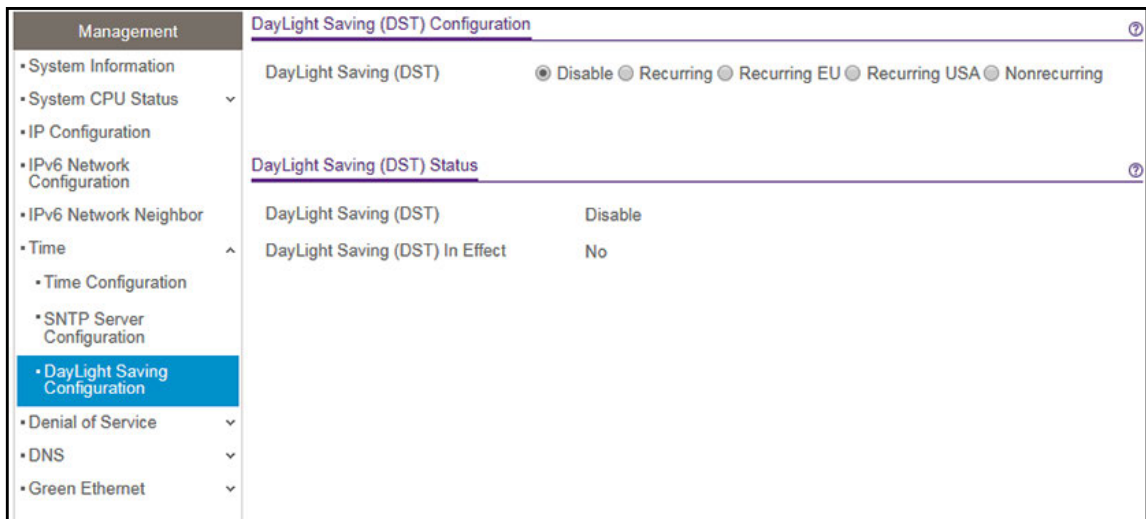 Management
• System Information
• System CPU Status
• IP Configuration
• IPv6 Network
Configuration
• IPv6 Network Neighbor
• Time
• Time Configuration
• SNTP Server
Configuration
• DayLight Saving
Configuration
• Denial of Service
• DNS
• Green Ethernet
DayLight Saving (DST) Configuration
DayLight Saving (DST) Disable Recurring Recurring EU Recurring USA Nonrecurring
DayLight Saving (DST) Status
DayLight Saving (DST) Disable
DayLight Saving (DST) In Effect No